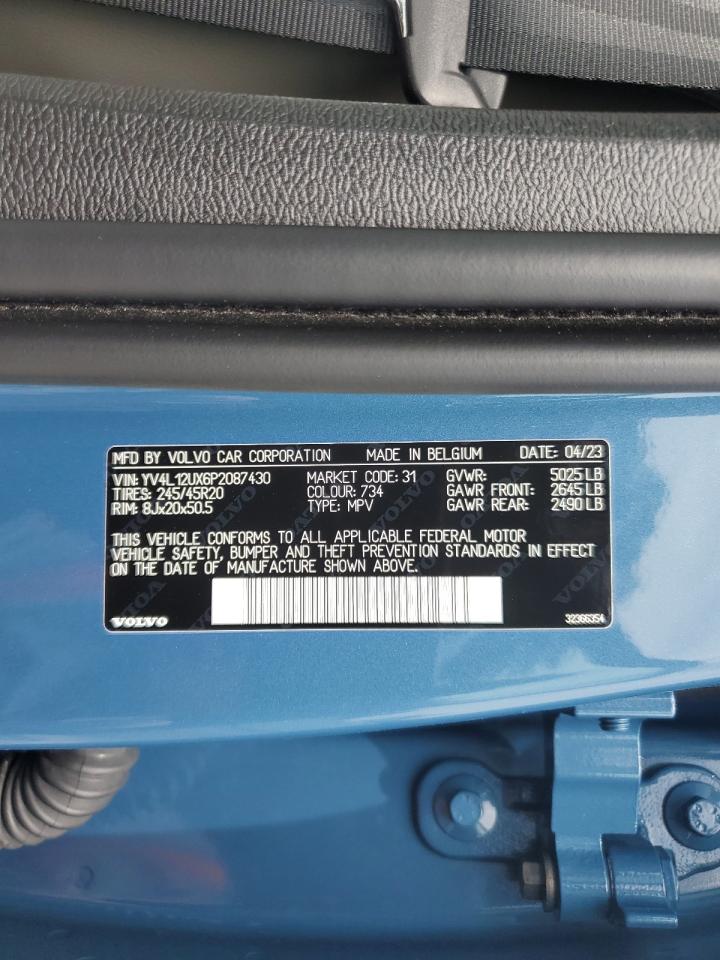 MFD BY VOLVO CAR CORPORATION MADE IN BELGIUM DATE: 04/23
VIN: YV4L12UX6P2087430 MARKET CODE: 31 GVWR: 5025 LB
TIRES: 245/45R20 COLOUR: 734 GAWR FRONT: 2645 LB
RIM: 8Jx20x50.5 TYPE: MPV GAWR REAR: 2490 LB
THIS VEHICLE CONFORMS TO ALL APPLICABLE FEDERAL MOTOR
VEHICLE SAFETY, BUMPER AND THEFT PREVENTION STANDARDS IN EFFECT
ON THE DATE OF MANUFACTURE SHOWN ABOVE.
VOLVO 32366354